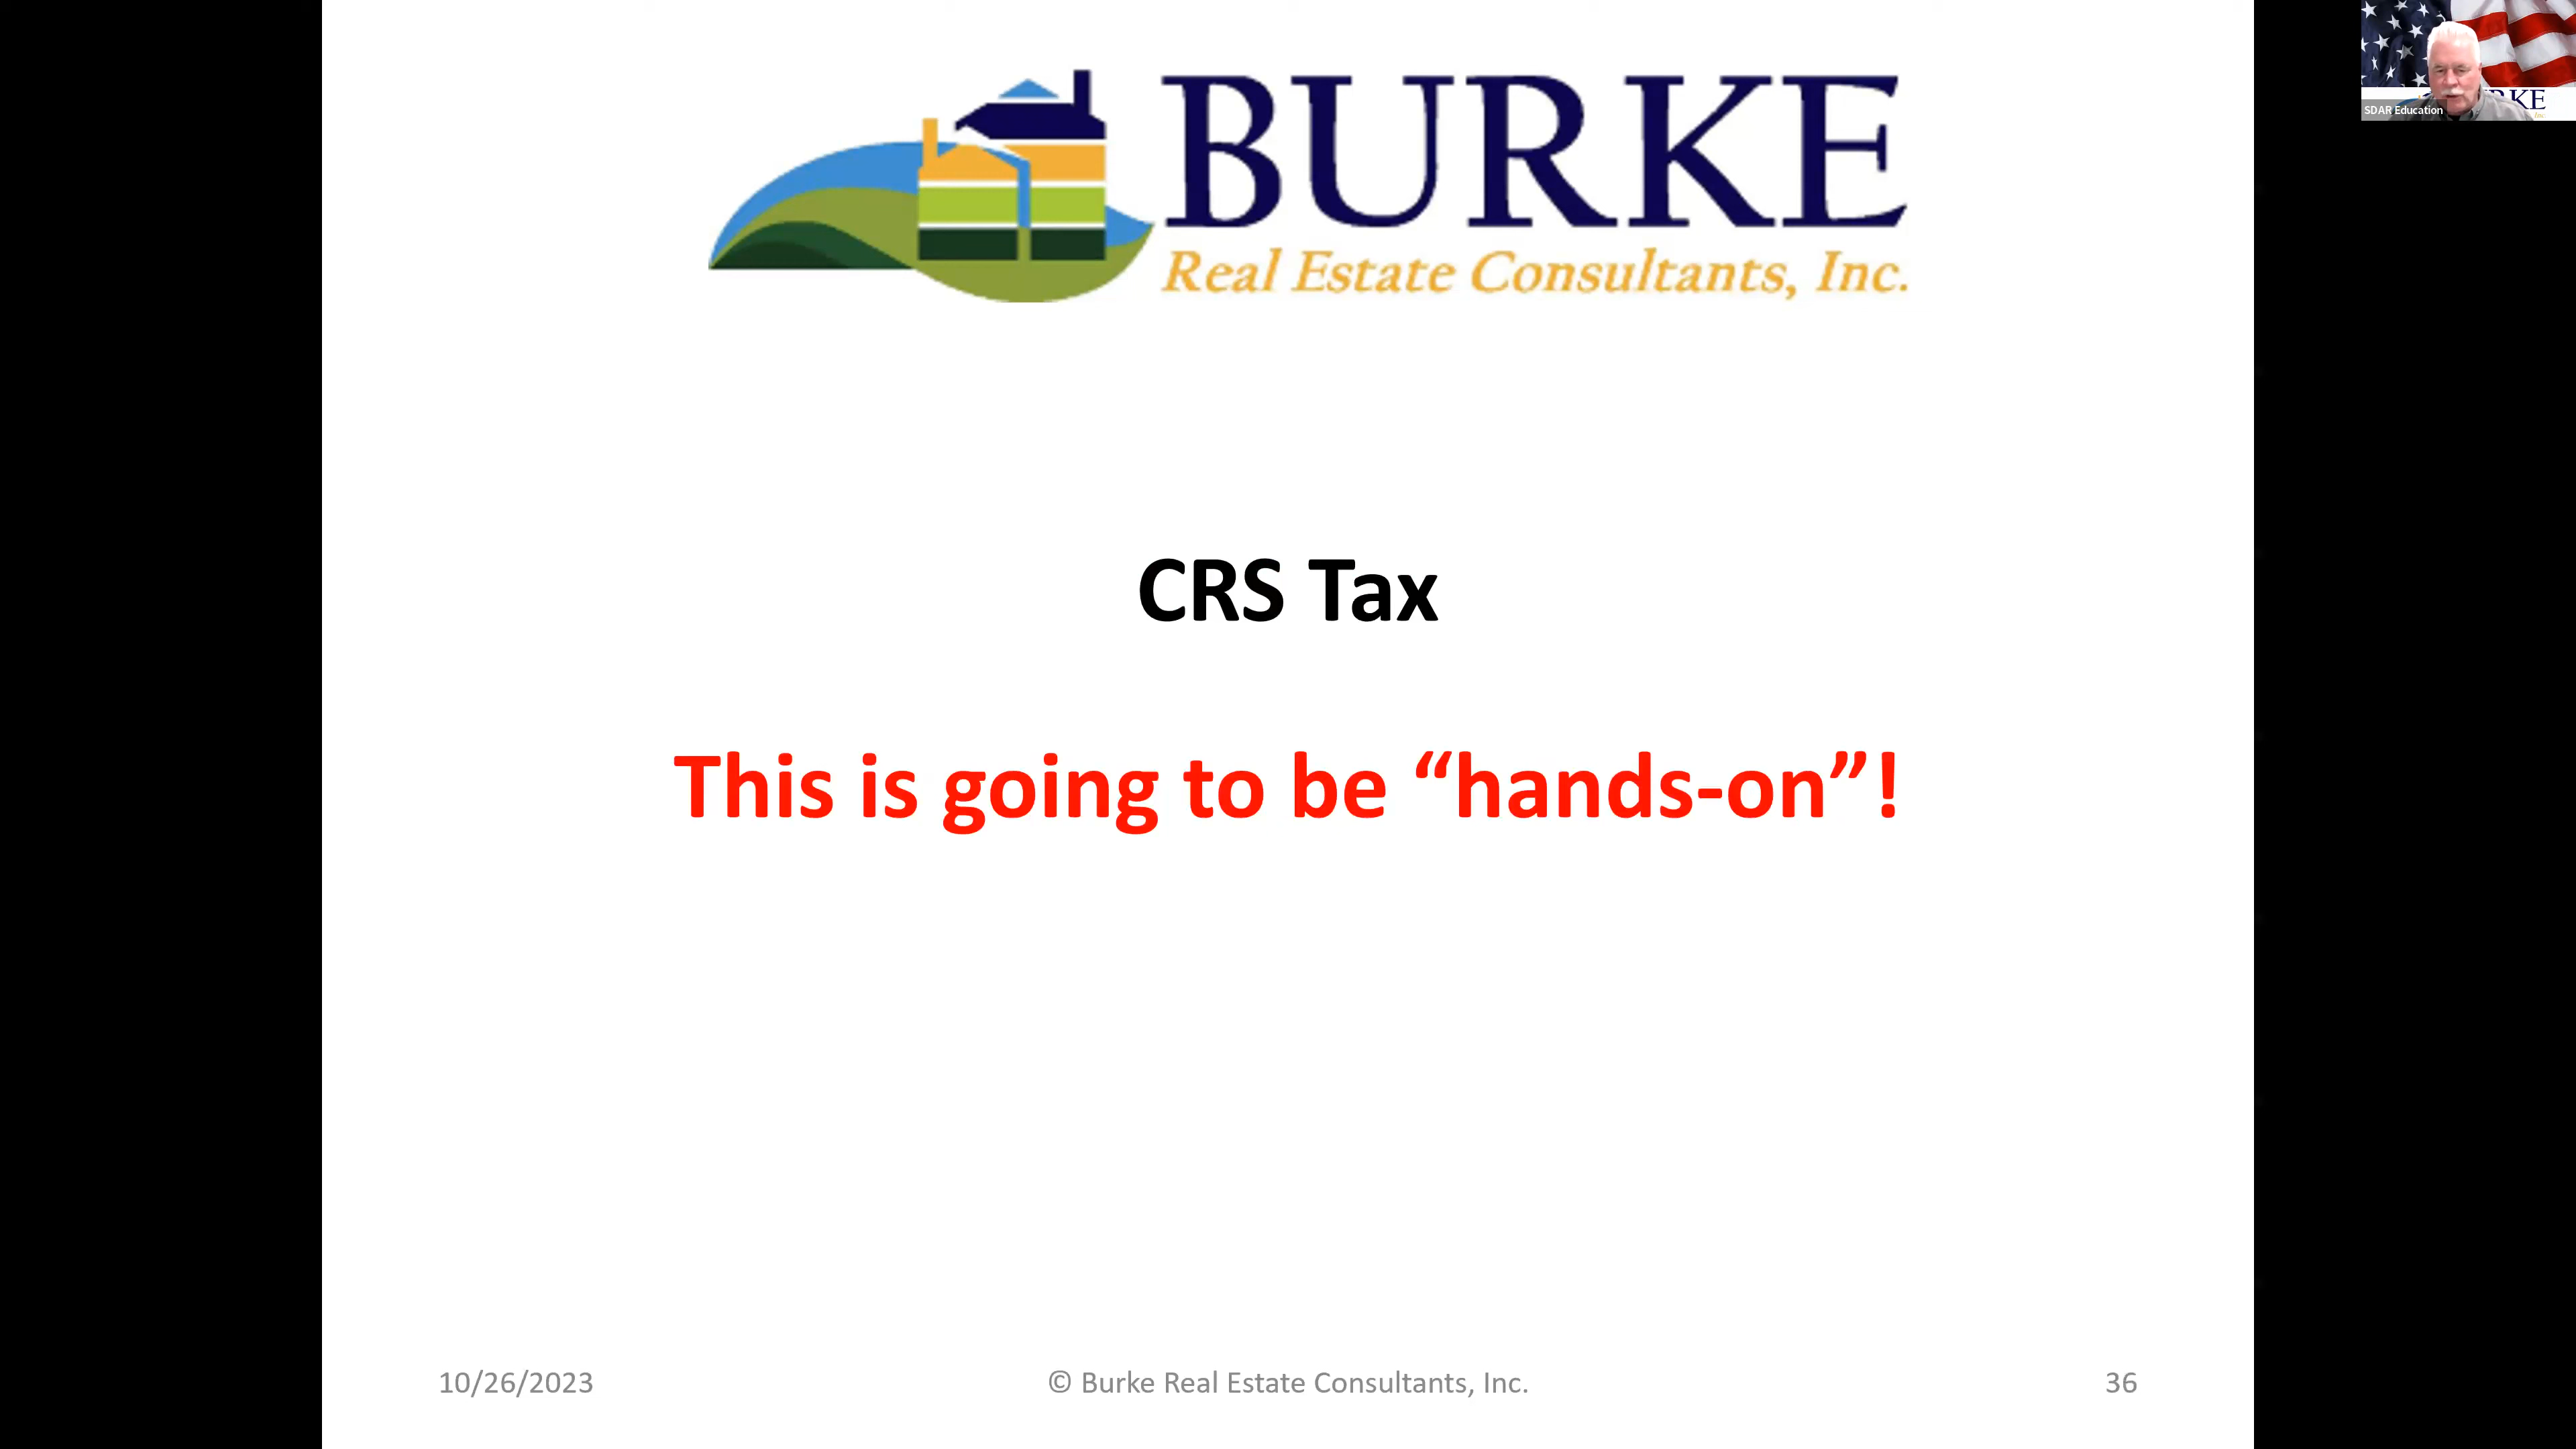 BURKE
Real Estate Consultants, Inc.
SDAR Education
KE
CRS Tax
This is going to be “hands-on”!
10/26/2023
© Burke Real Estate Consultants, Inc.
36